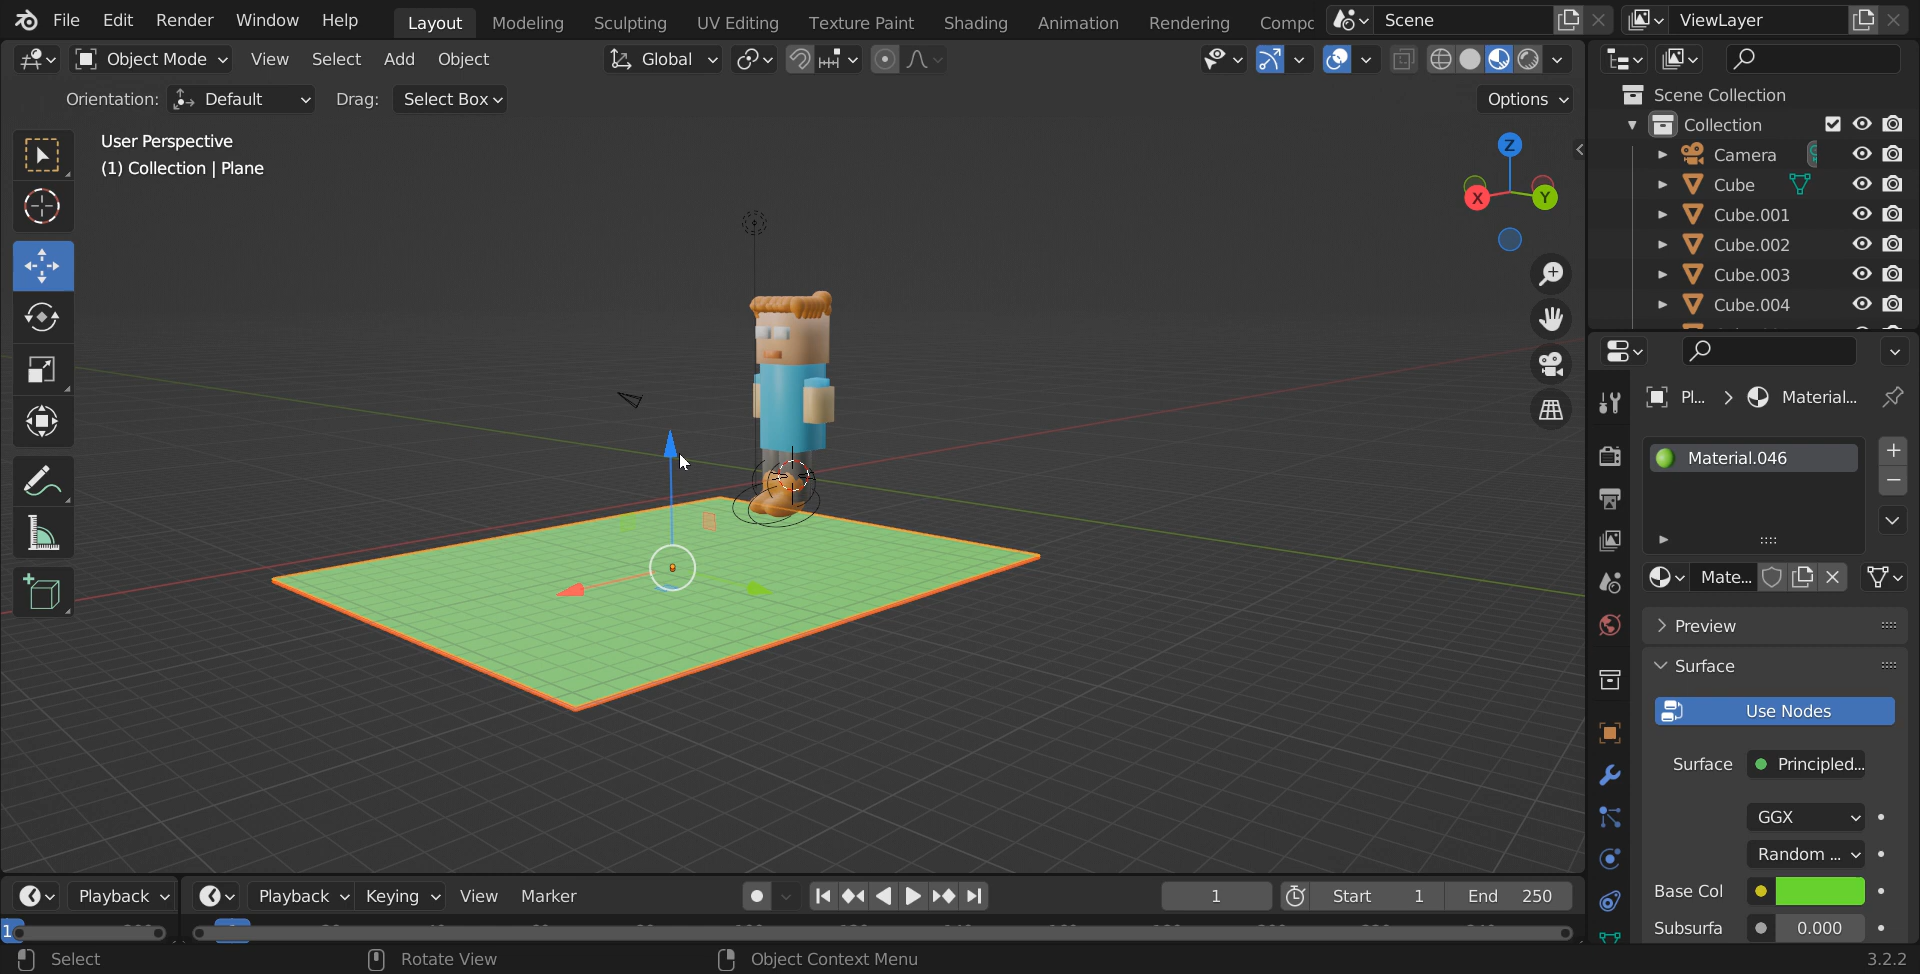 File Edit Render Window Help Layout Modeling Sculpting UV Editing Texture Paint Shading Animation Rendering Compc Scene ViewLayer
Object Mode View Select Add Object Global
Orientation: Default Drag: Select Box Options
User Perspective
(1) Collection | Plane
Z
X
Y
Scene Collection
Collection
Camera
Cube
Cube.001
Cube.002
Cube.003
Cube.004
Pl... Material...
Material.046
Mate...
Preview
Surface
Use Nodes
Surface Principled...
GGX
Random ...
Base Col
Subsurfa 0.000
Playback Playback Keying View Marker 1 Start 1 End 250
1
Select Rotate View Object Context Menu 3.2.2